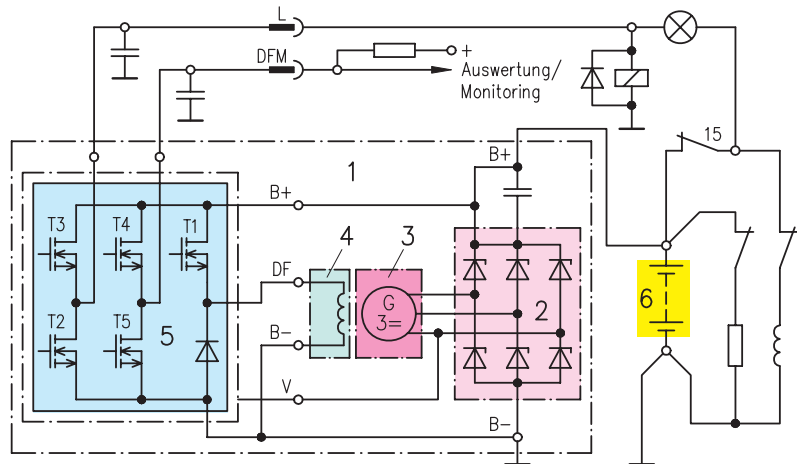 L
DFM
+
Auswertung/
Monitoring
15
1
B+
B+
T3
T4
T1
4
3
DF
G
3=
2
6
T2
T5
5
B-
V
B-